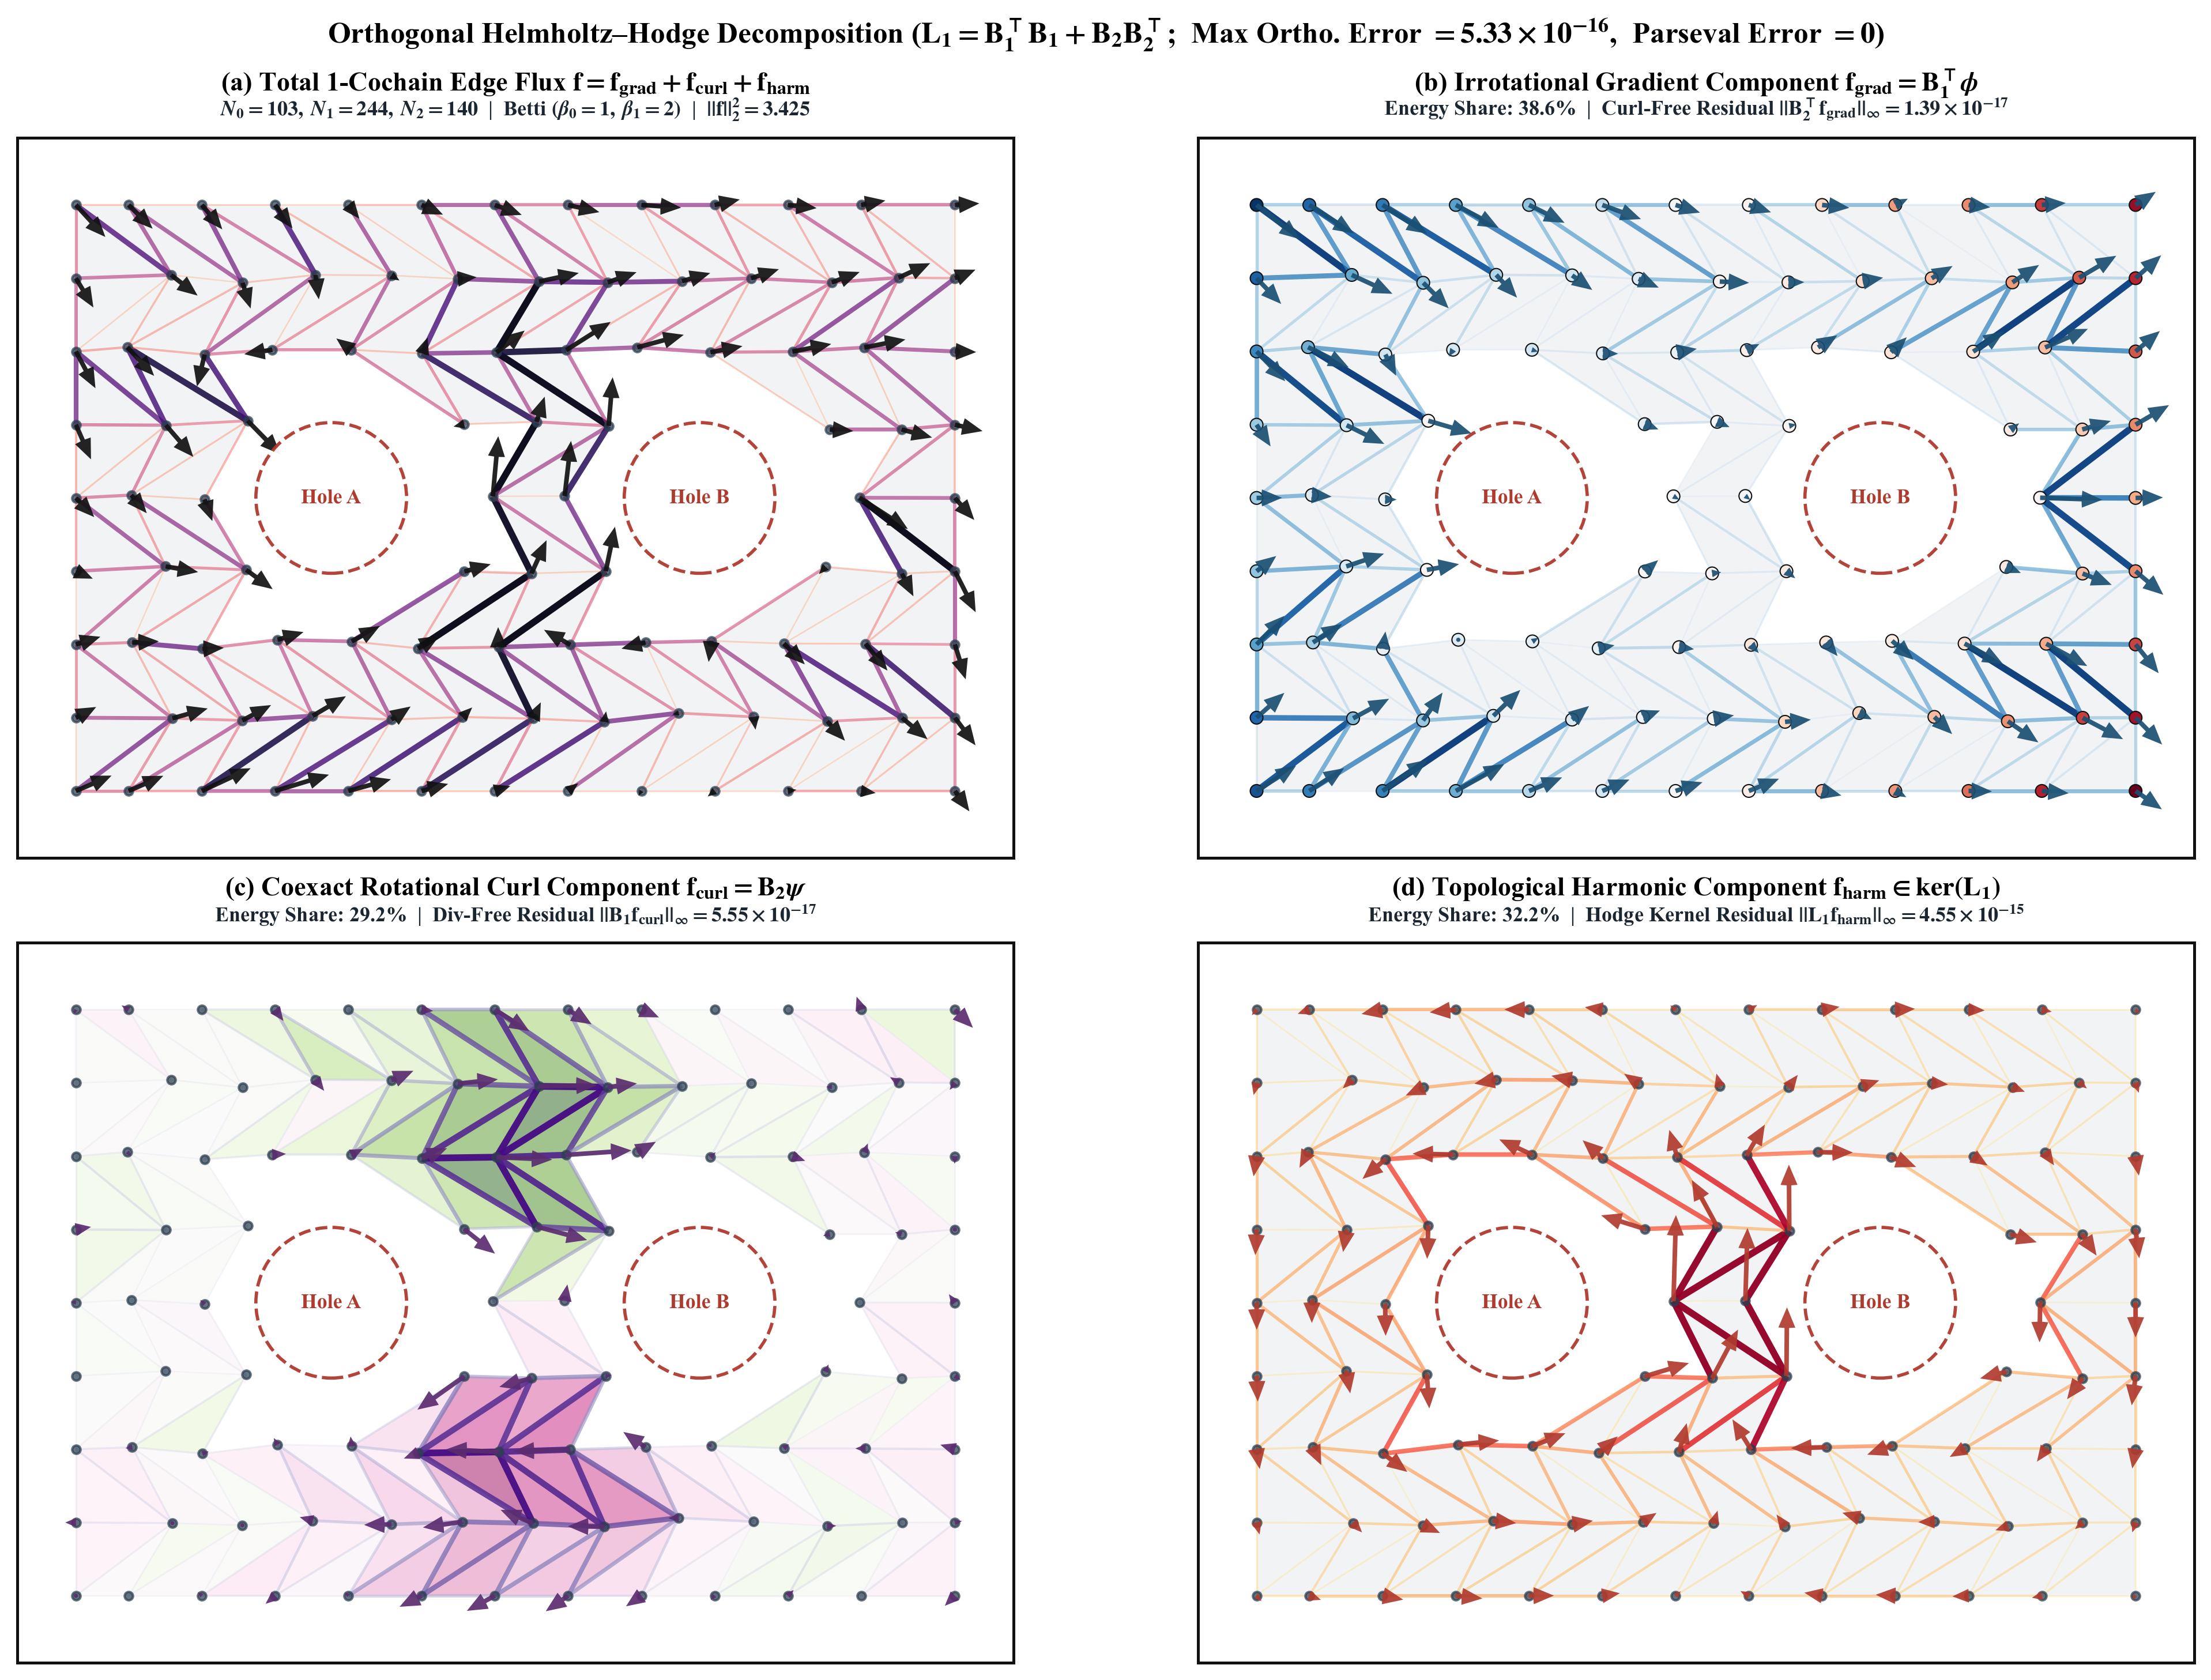 Orthogonal Helmholtz–Hodge Decomposition (L₁ = B₁ᵀB₁ + B₂B₂ᵀ; Max Ortho. Error = 5.33 × 10⁻¹⁶, Parseval Error = 0)
(a) Total 1-Cochain Edge Flux f = f_grad + f_curl + f_harm
N₀ = 103, N₁ = 244, N₂ = 140 | Betti (β₀ = 1, β₁ = 2) | ||f||₂² = 3.425
Hole A
Hole B
(b) Irrotational Gradient Component f_grad = B₁ᵀϕ
Energy Share: 38.6% | Curl-Free Residual ||B₂ᵀf_grad||∞ = 1.39 × 10⁻¹⁷
Hole A
Hole B
(c) Coexact Rotational Curl Component f_curl = B₂ψ
Energy Share: 29.2% | Div-Free Residual ||B₁f_curl||∞ = 5.55 × 10⁻¹⁷
Hole A
Hole B
(d) Topological Harmonic Component f_harm ∈ ker(L₁)
Energy Share: 32.2% | Hodge Kernel Residual ||L₁f_harm||∞ = 4.55 × 10⁻¹⁵
Hole A
Hole B